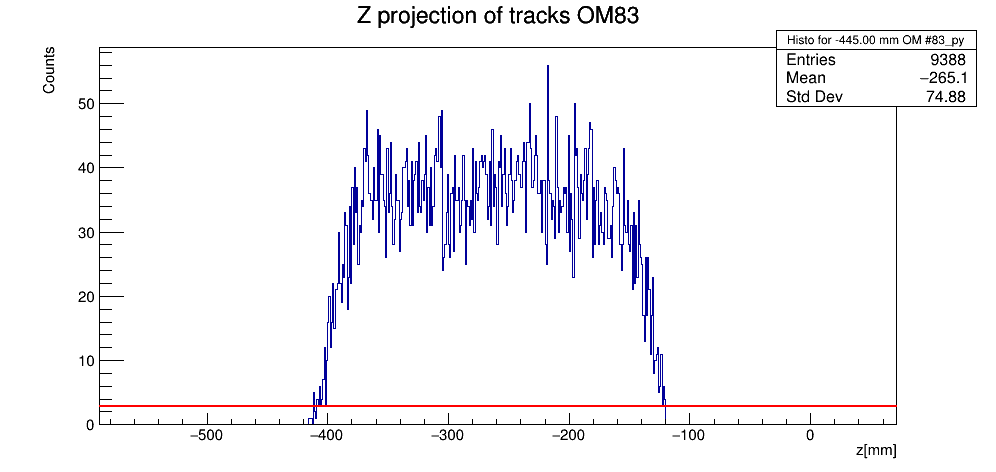 Z projection of tracks OM83
Histo for -445.00 mm OM #83_py
Entries 9388
Mean −265.1
Std Dev 74.88
Counts
50
40
30
20
10
0
−500 −400 −300 −200 −100 0
z[mm]